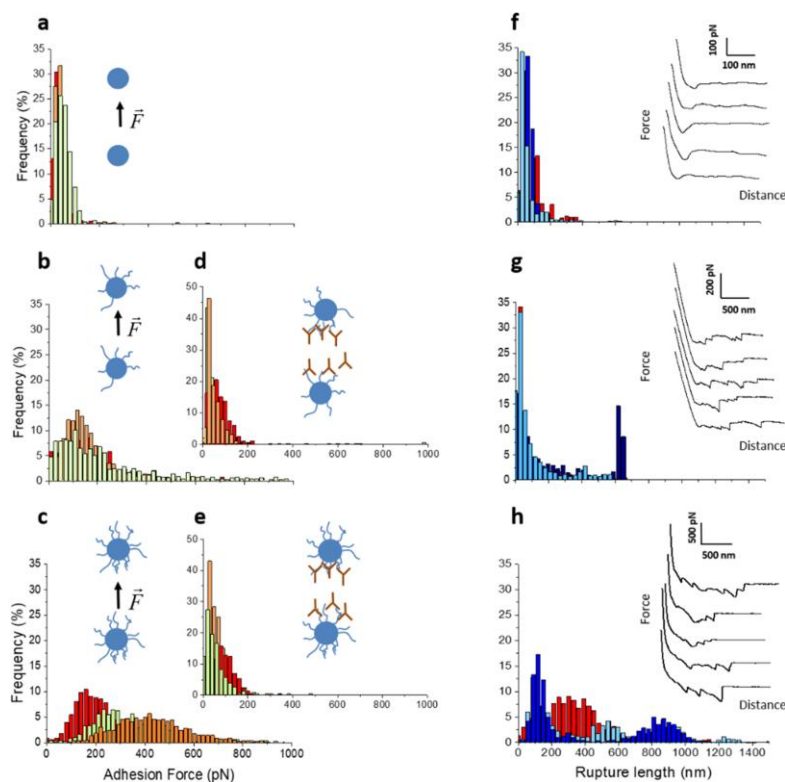 a
35
30
25
20
15
10
5
0
Frequency (%)
F
b
35
30
25
20
15
10
5
0
Frequency (%)
F
d
50
40
30
20
10
0
0 200 400 600 800 1000
c
35
30
25
20
15
10
5
0
Frequency (%)
F
0 200 400 600 800 1000
Adhesion Force (pN)
e
50
40
30
20
10
0
0 200 400 600 800 1000
f
35
30
25
20
15
10
5
0
100 pN
100 nm
Force
Distance
g
35
30
25
20
15
10
5
0
200 pN
500 nm
Force
Distance
h
35
30
25
20
15
10
5
0
500 pN
500 nm
Force
Distance
0 200 400 600 800 1000 1200 1400
Rupture length (nm)